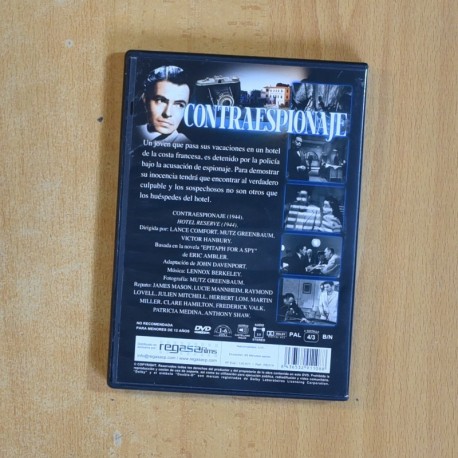 CONTRAESPIONAJE
Un joven que pasa sus vacaciones en un hotel
de la costa francesa, es detenido por la policía
bajo la acusación de espionaje. Para demostrar
su inocencia tendrá que encontrar al verdadero
culpable y los sospechosos no son otros que
los huéspedes del hotel.
CONTRAESPIONAJE (1944).
HOTEL RESERVE (1944).
Dirigida por: LANCE COMFORT, MUTZ GREENBAUM,
VICTOR HANBURY.
Basada en la novela "EPITAPH FOR A SPY"
de ERIC AMBLER.
Adaptación de JOHN DAVENPORT.
Música: LENNOX BERKELEY.
Fotografía: MUTZ GREENBAUM.
Reparto: JAMES MASON, LUCIE MANNHEIM, RAYMOND
LOVELL, JULIEN MITCHELL, HERBERT LOM, MARTIN
MILLER, CLARE HAMILTON, FREDERICK VALK,
PATRICIA MEDINA, ANTHONY SHAW.
NO RECOMENDADA
PARA MENORES DE 13 AÑOS
DVD
PAL
4/3
B/N
regasa films